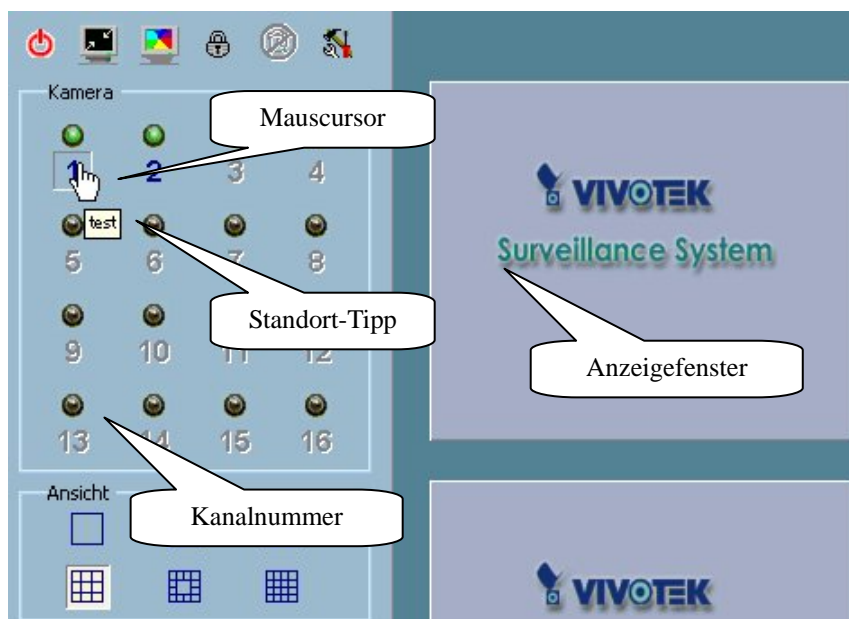 Kamera
Mauscursor
1 2 3 4
test
5 6 7 8
VIVOTEK
Surveillance System
Standort-Tipp
9 10 11 12
Anzeigefenster
13 14 15 16
Ansicht
Kanalnummer
VIVOTEK